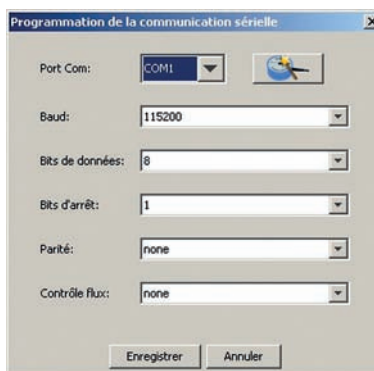 Programmation de la communication sérielle
Port Com: COM1
Baud: 115200
Bits de données: 8
Bits d'arrêt: 1
Parité: none
Contrôle flux: none
Enregistrer Annuler